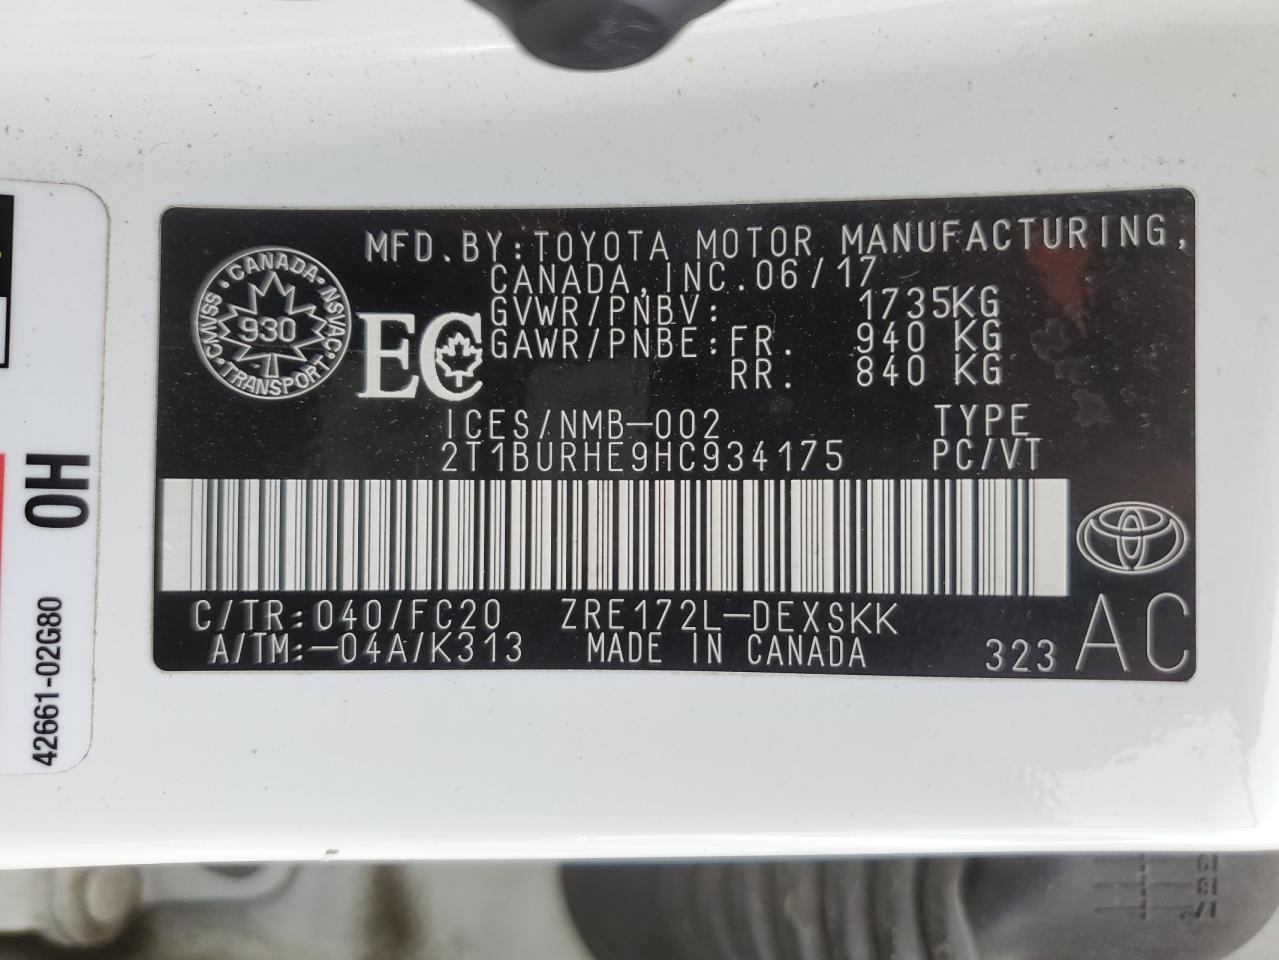 MFD.BY:TOYOTA MOTOR MANUFACTURING,
CANADA,INC.06/17
GVWR/PNBV: 1735KG
GAWR/PNBE:FR. 940 KG
RR. 840 KG
CANADA
930
CMVSS NSVAC
TRANSPORT
EC
ICES/NMB-002 TYPE
2T1BURHE9HC934175 PC/VT
C/TR:040/FC20 ZRE172L-DEXSKK
A/TM:-04A/K313 MADE IN CANADA 323 AC
0H
42661-02G80